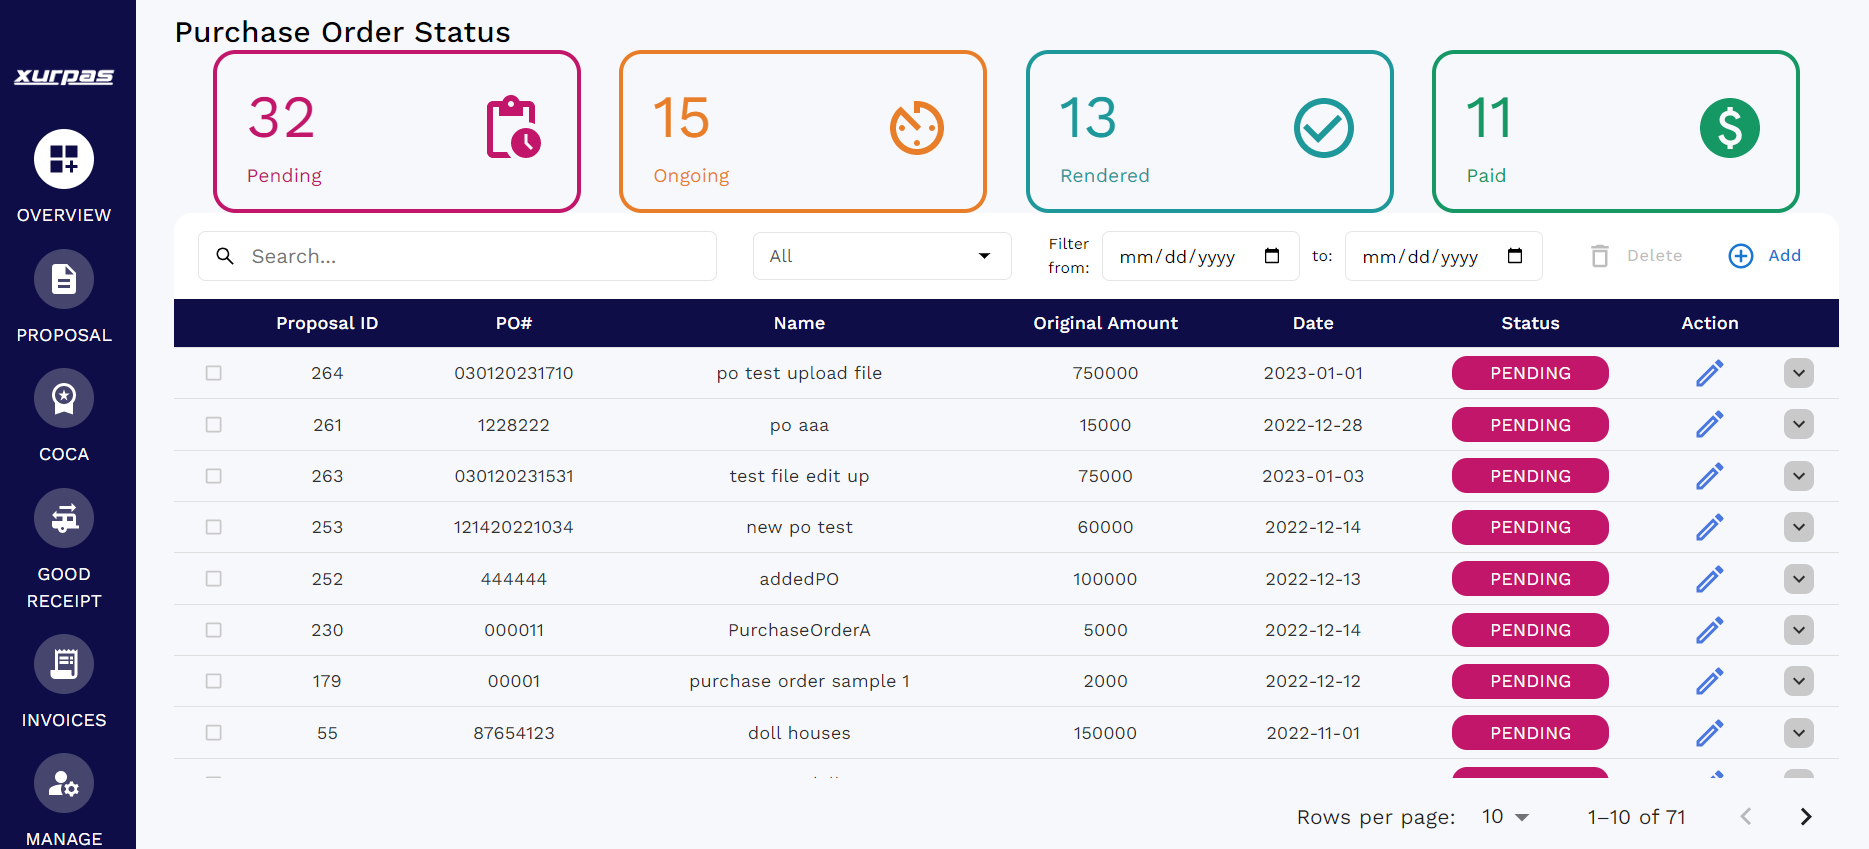 xurpas
OVERVIEW
PROPOSAL
COCA
GOOD
RECEIPT
INVOICES
MANAGE
Purchase Order Status
32
Pending
15
Ongoing
13
Rendered
11
Paid
Search...
All
Filter
from:
mm/dd/yyyy
to:
mm/dd/yyyy
Delete
Add
Proposal ID PO# Name Original Amount Date Status Action
264 030120231710 po test upload file 750000 2023-01-01 PENDING
261 1228222 po aaa 15000 2022-12-28 PENDING
263 030120231531 test file edit up 75000 2023-01-03 PENDING
253 121420221034 new po test 60000 2022-12-14 PENDING
252 444444 addedPO 100000 2022-12-13 PENDING
230 000011 PurchaseOrderA 5000 2022-12-14 PENDING
179 00001 purchase order sample 1 2000 2022-12-12 PENDING
55 87654123 doll houses 150000 2022-11-01 PENDING
Rows per page: 10 1–10 of 71